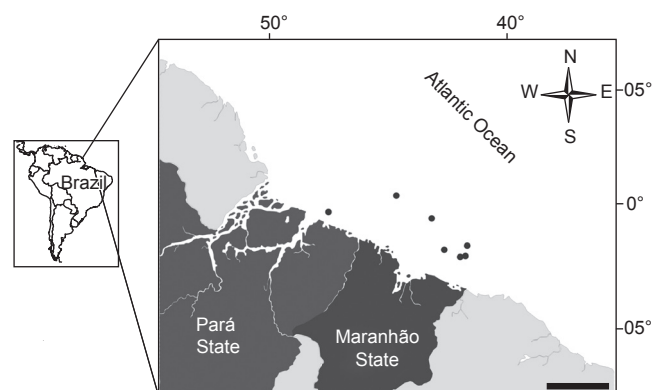 50°
40°
N
W
E
S
Atlantic Ocean
05°
0°
05°
Brazil
Pará
State
Maranhão
State